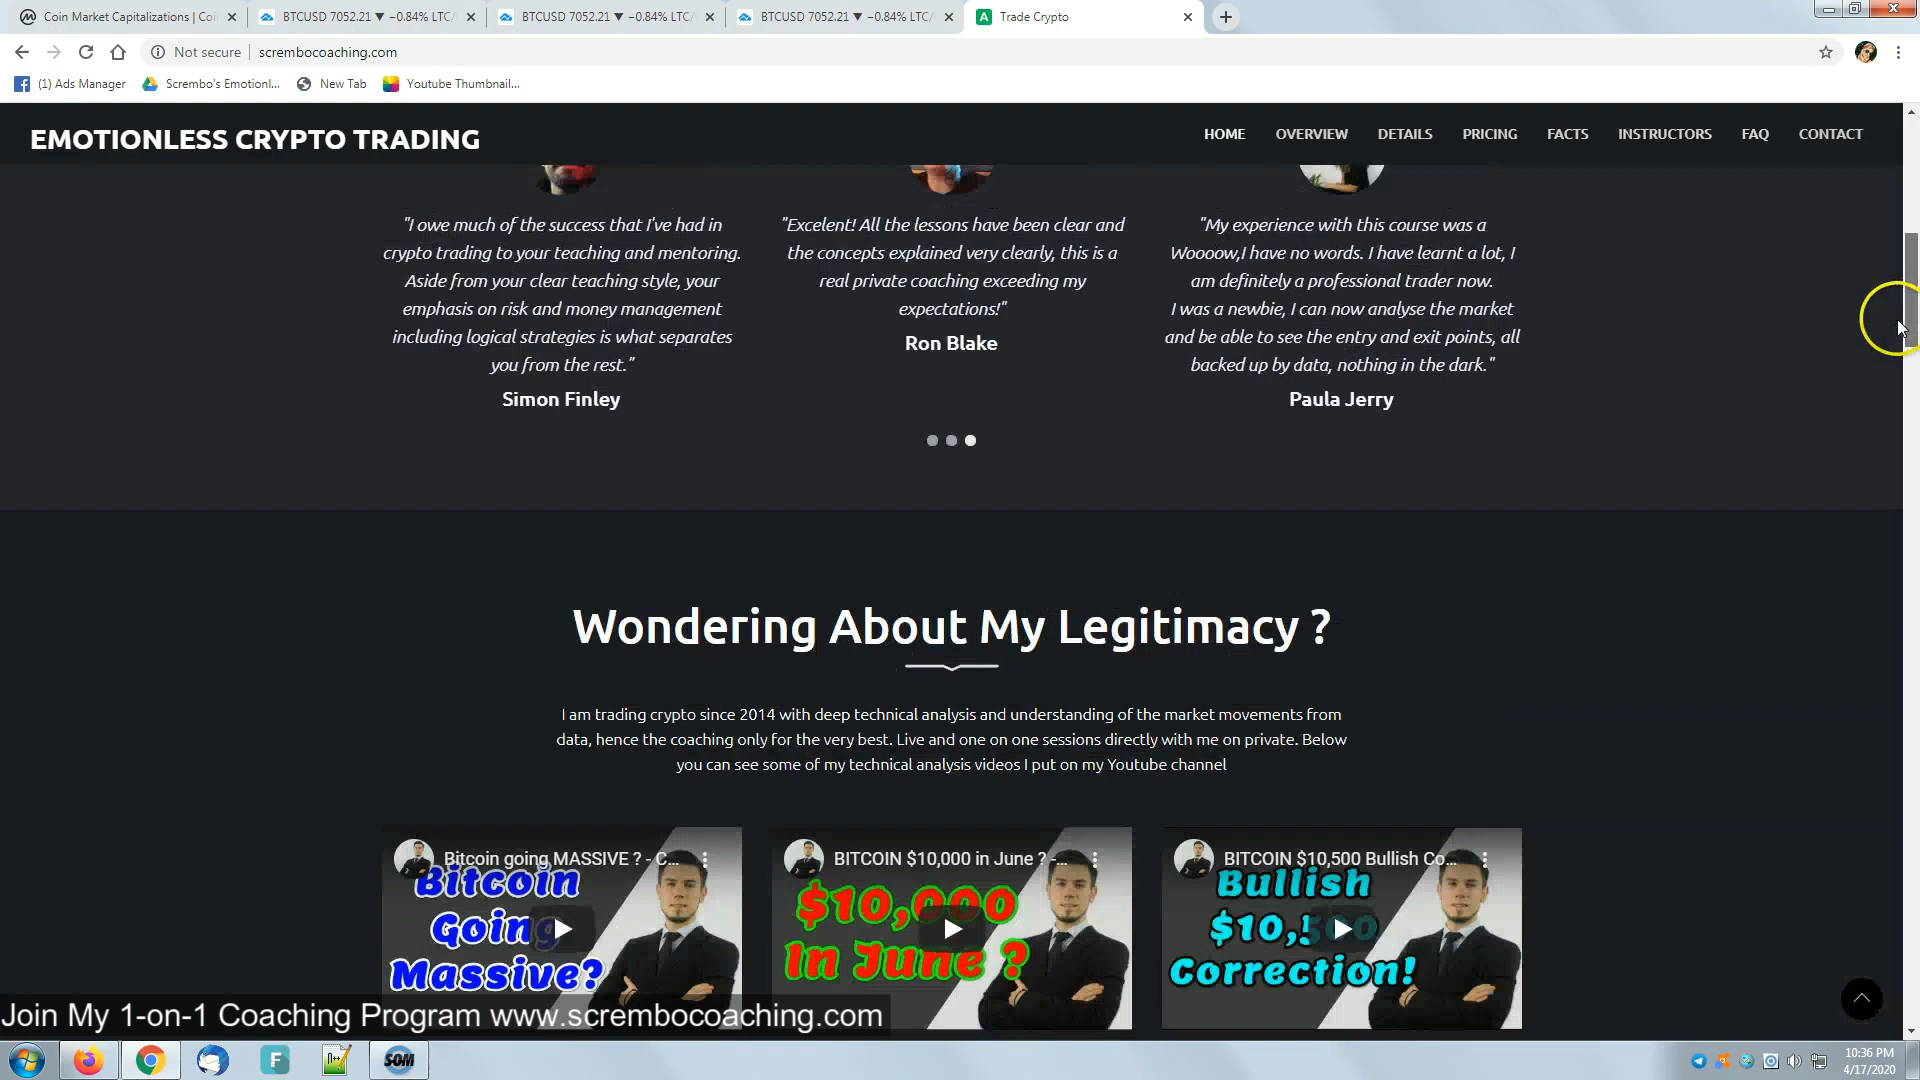 Coin Market Capitalizations | Coi
BTCUSD 7052.21 ▼ −0.84% LTC/
BTCUSD 7052.21 ▼ −0.84% LTC/
BTCUSD 7052.21 ▼ −0.84% LTC/
Trade Crypto
Not secure
scrembocoaching.com
(1) Ads Manager
Scrembo's Emotionl...
New Tab
Youtube Thumbnail...
EMOTIONLESS CRYPTO TRADING
HOME
OVERVIEW
DETAILS
PRICING
FACTS
INSTRUCTORS
FAQ
CONTACT
"I owe much of the success that I've had in
crypto trading to your teaching and mentoring.
Aside from your clear teaching style, your
emphasis on risk and money management
including logical strategies is what separates
you from the rest."
Simon Finley
"Excelent! All the lessons have been clear and
the concepts explained very clearly, this is a
real private coaching exceeding my
expectations!"
Ron Blake
"My experience with this course was a
Woooow,I have no words. I have learnt a lot, I
am definitely a professional trader now.
I was a newbie, I can now analyse the market
and be able to see the entry and exit points, all
backed up by data, nothing in the dark."
Paula Jerry
Wondering About My Legitimacy ?
I am trading crypto since 2014 with deep technical analysis and understanding of the market movements from
data, hence the coaching only for the very best. Live and one on one sessions directly with me on private. Below
you can see some of my technical analysis videos I put on my Youtube channel
Bitcoin going MASSIVE ? - C...
Bitcoin
Going
Massive?
BITCOIN $10,000 in June ? -...
$10,000
In June ?
BITCOIN $10,500 Bullish Co...
Bullish
$10,500
Correction!
Join My 1-on-1 Coaching Program www.scrembocoaching.com
F
SOM
10:36 PM
4/17/2020